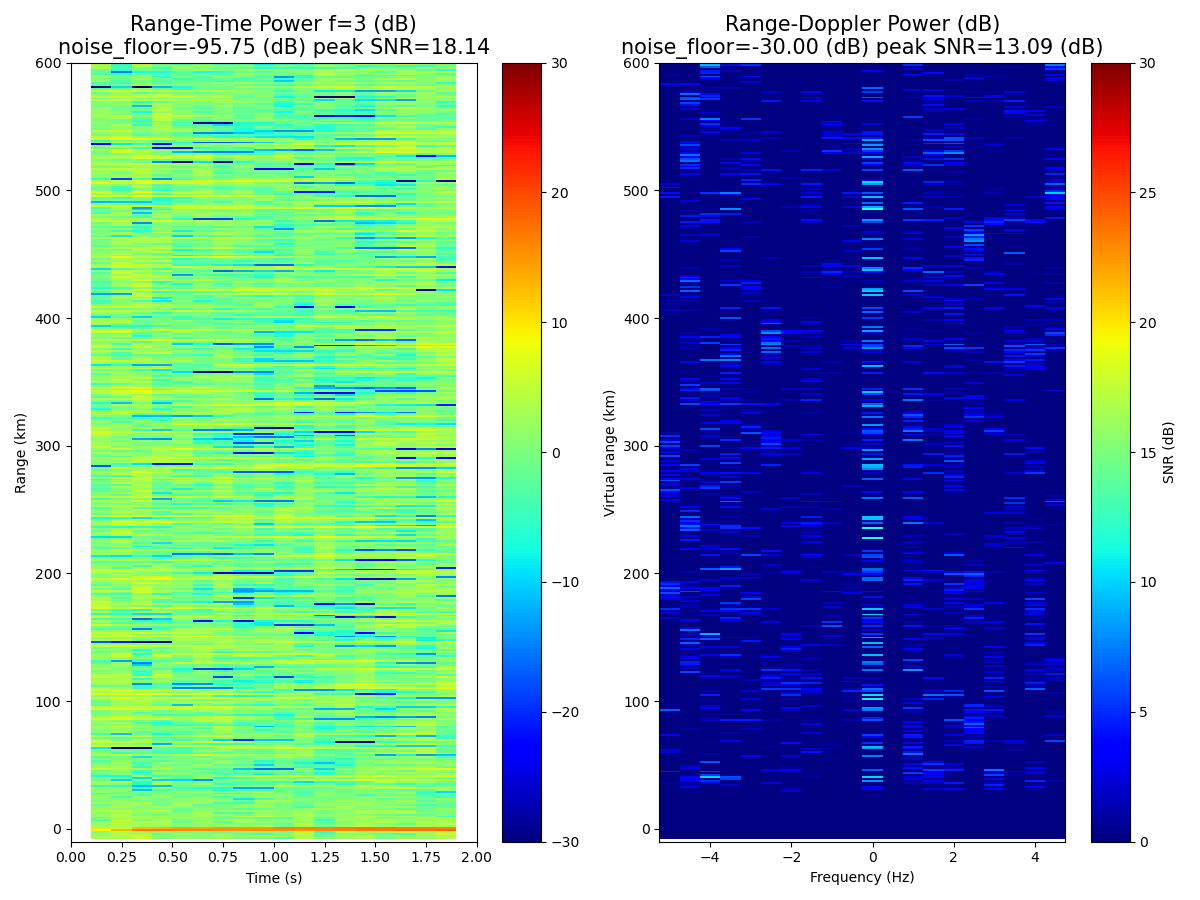 Range-Time Power f=3 (dB)
noise_floor=-95.75 (dB) peak SNR=18.14
600
500
400
300
200
100
0
Range (km)
0.00 0.25 0.50 0.75 1.00 1.25 1.50 1.75 2.00
Time (s)
30
20
10
0
−10
−20
−30
Range-Doppler Power (dB)
noise_floor=-30.00 (dB) peak SNR=13.09 (dB)
600
500
400
300
200
100
0
Virtual range (km)
−4 −2 0 2 4
Frequency (Hz)
30
25
20
15
10
5
0
SNR (dB)